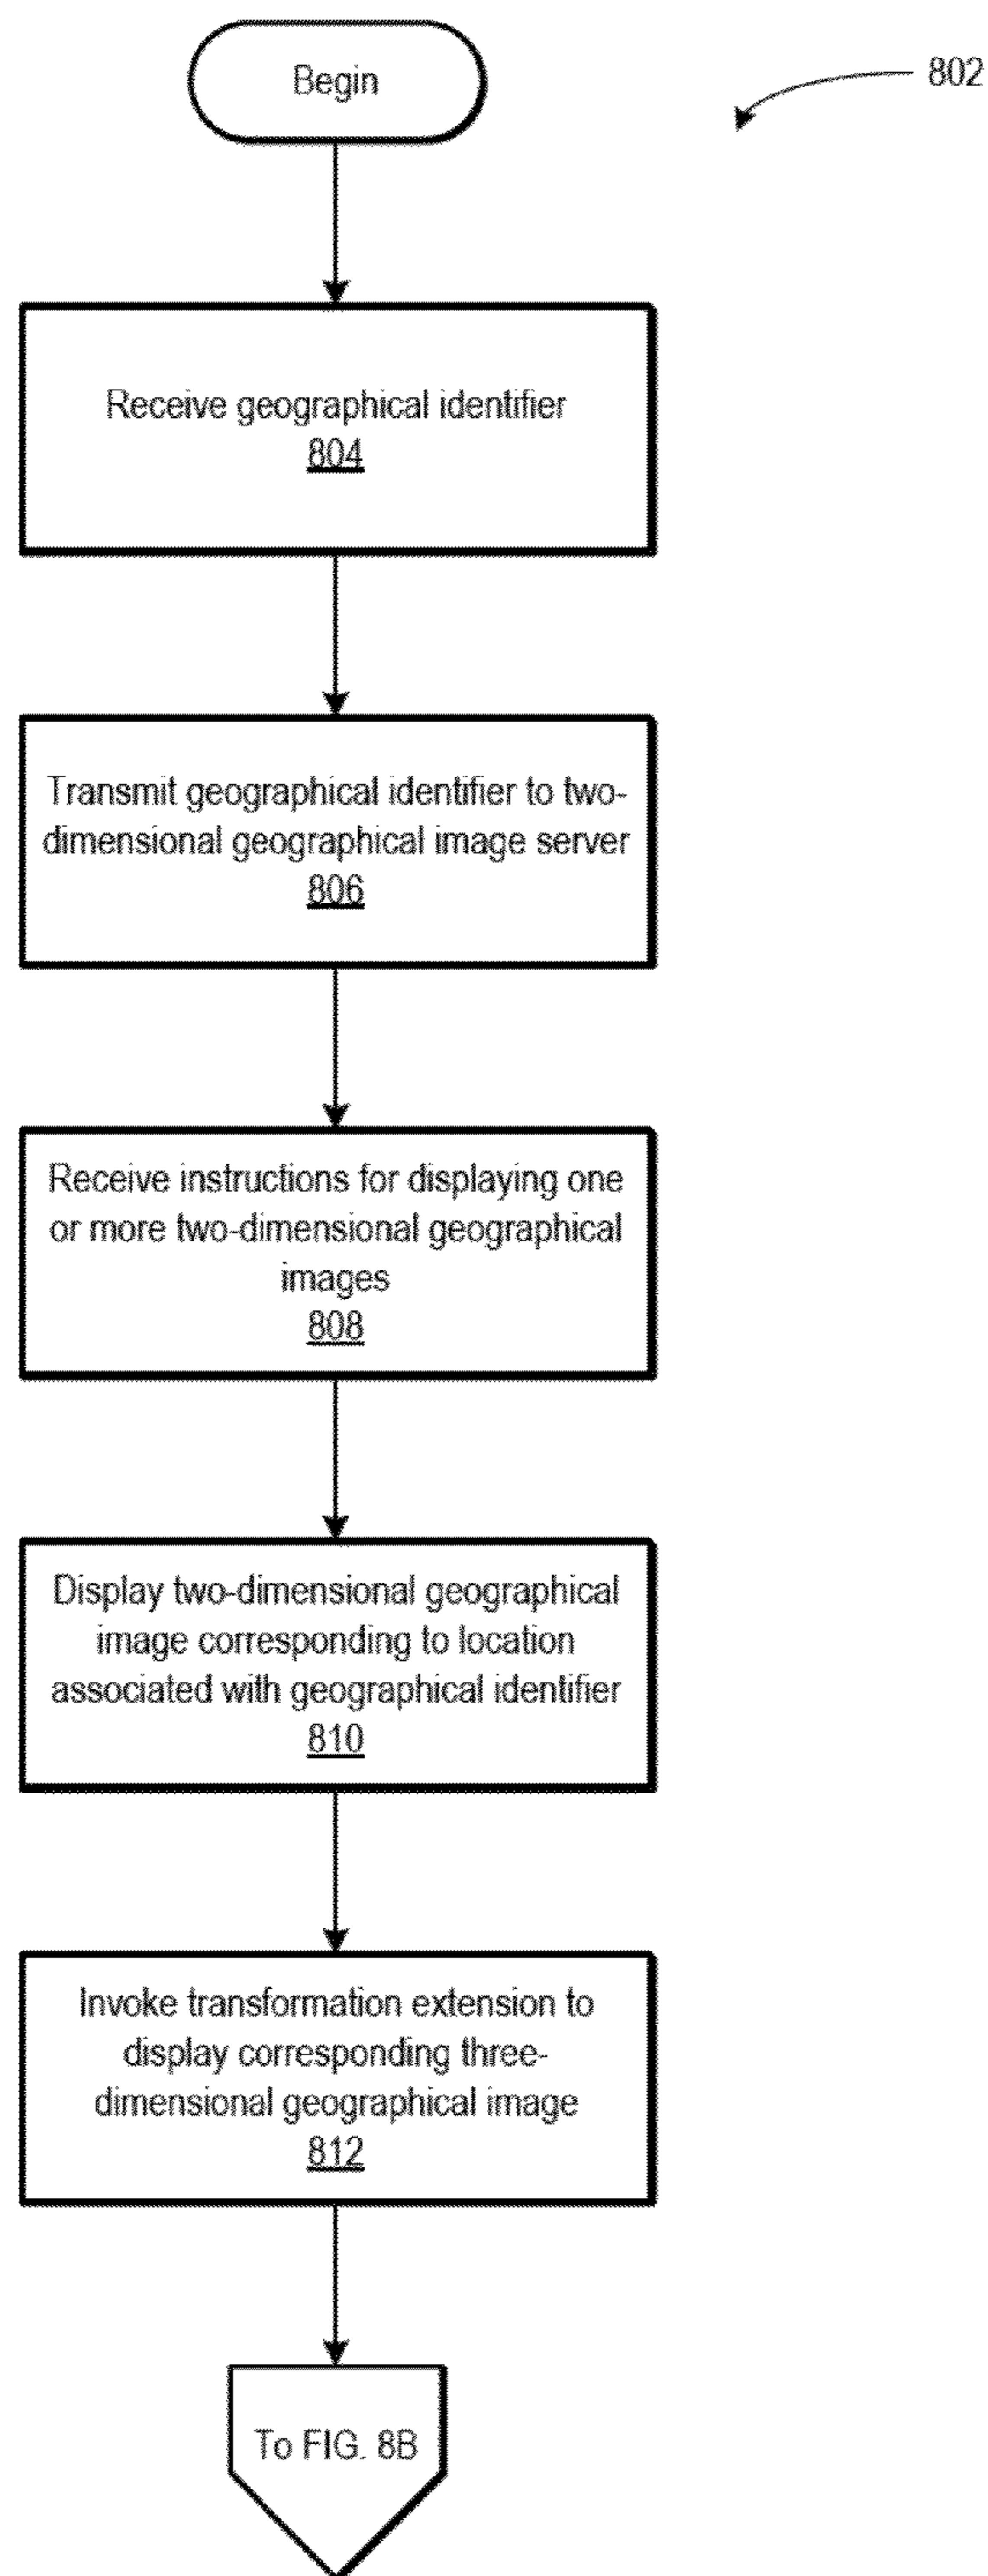 Begin
802
Receive geographical identifier
804
Transmit geographical identifier to two-
dimensional geographical image server
806
Receive instructions for displaying one
or more two-dimensional geographical
images
808
Display two-dimensional geographical
image corresponding to location
associated with geographical identifier
810
Invoke transformation extension to
display corresponding three-
dimensional geographical image
812
To FIG. 8B